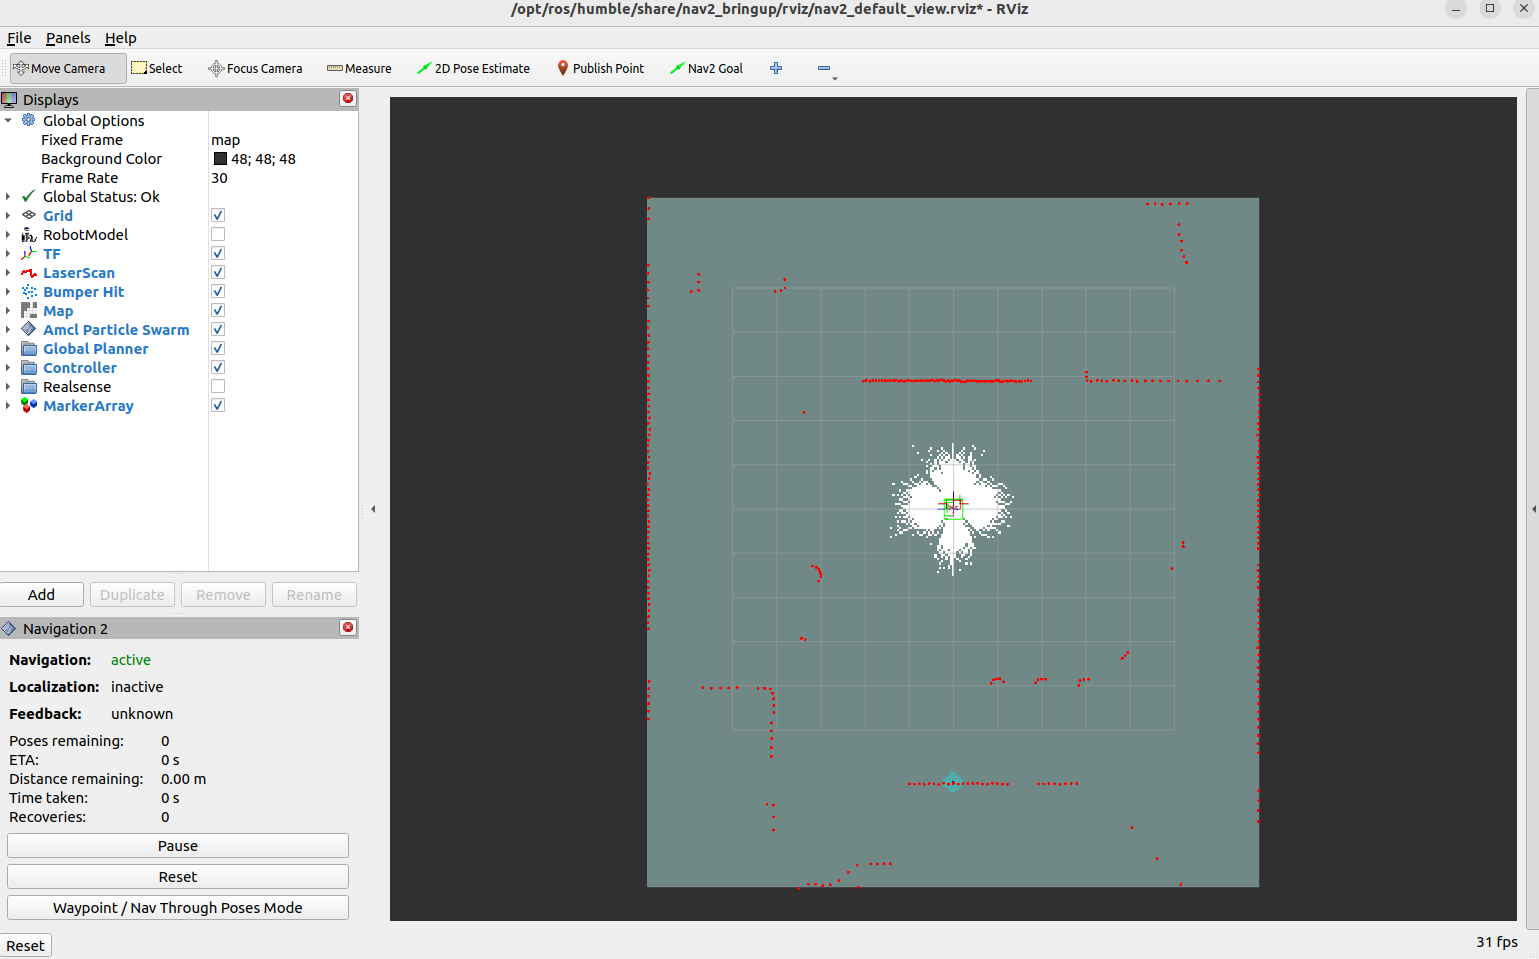 /opt/ros/humble/share/nav2_bringup/rviz/nav2_default_view.rviz* - RViz
File Panels Help
Move Camera Select Focus Camera Measure 2D Pose Estimate Publish Point Nav2 Goal
Displays
Global Options
Fixed Frame map
Background Color 48; 48; 48
Frame Rate 30
Global Status: Ok
Grid
RobotModel
TF
LaserScan
Bumper Hit
Map
Amcl Particle Swarm
Global Planner
Controller
Realsense
MarkerArray
Add Duplicate Remove Rename
Navigation 2
Navigation: active
Localization: inactive
Feedback: unknown
Poses remaining: 0
ETA: 0 s
Distance remaining: 0.00 m
Time taken: 0 s
Recoveries: 0
Pause
Reset
Waypoint / Nav Through Poses Mode
Reset 31 fps